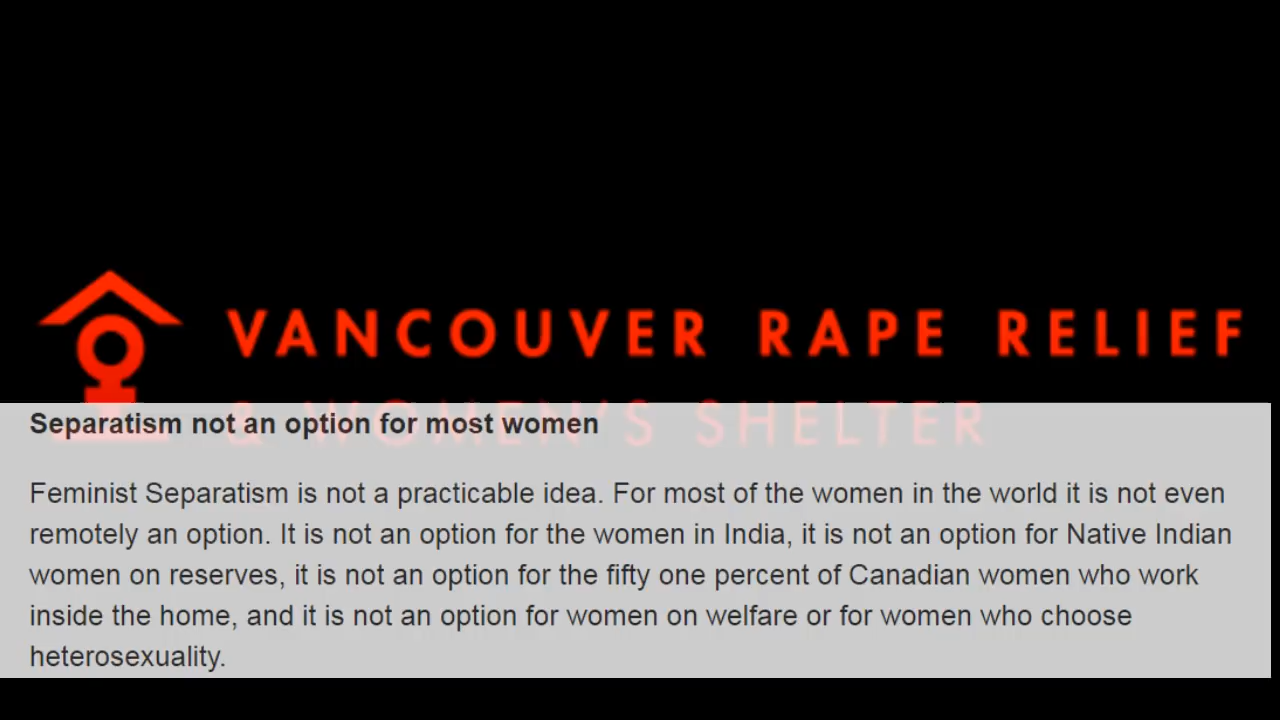 VANCOUVER RAPE RELIEF
& WOMEN'S SHELTER
Separatism not an option for most women
Feminist Separatism is not a practicable idea. For most of the women in the world it is not even
remotely an option. It is not an option for the women in India, it is not an option for Native Indian
women on reserves, it is not an option for the fifty one percent of Canadian women who work
inside the home, and it is not an option for women on welfare or for women who choose
heterosexuality.